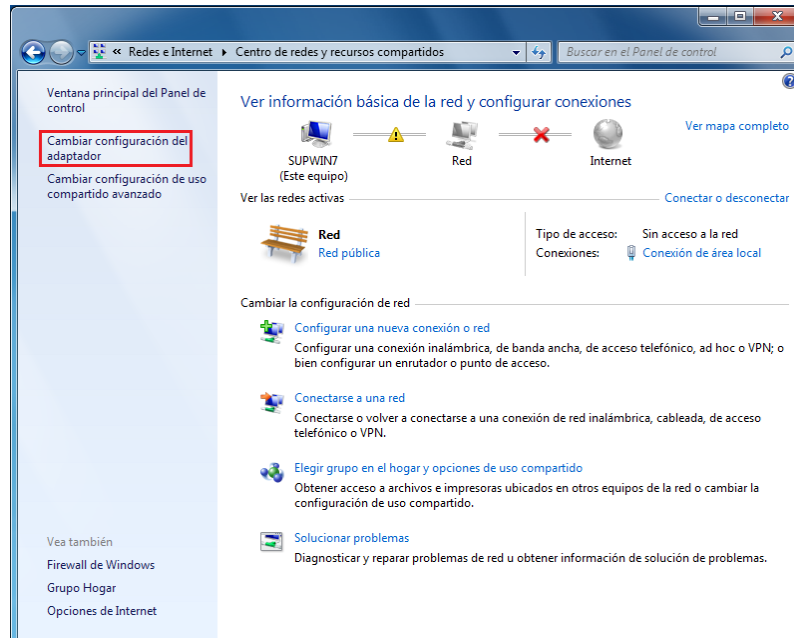 « Redes e Internet ▸ Centro de redes y recursos compartidos
Buscar en el Panel de control
Ventana principal del Panel de
control
Cambiar configuración del
adaptador
Cambiar configuración de uso
compartido avanzado
Ver información básica de la red y configurar conexiones
Ver mapa completo
SUPWIN7
(Este equipo)
Red
Internet
Ver las redes activas
Conectar o desconectar
Red
Red pública
Tipo de acceso: Sin acceso a la red
Conexiones: Conexión de área local
Cambiar la configuración de red
Configurar una nueva conexión o red
Configurar una conexión inalámbrica, de banda ancha, de acceso telefónico, ad hoc o VPN; o
bien configurar un enrutador o punto de acceso.
Conectarse a una red
Conectarse o volver a conectarse a una conexión de red inalámbrica, cableada, de acceso
telefónico o VPN.
Elegir grupo en el hogar y opciones de uso compartido
Obtener acceso a archivos e impresoras ubicados en otros equipos de la red o cambiar la
configuración de uso compartido.
Solucionar problemas
Diagnosticar y reparar problemas de red u obtener información de solución de problemas.
Vea también
Firewall de Windows
Grupo Hogar
Opciones de Internet